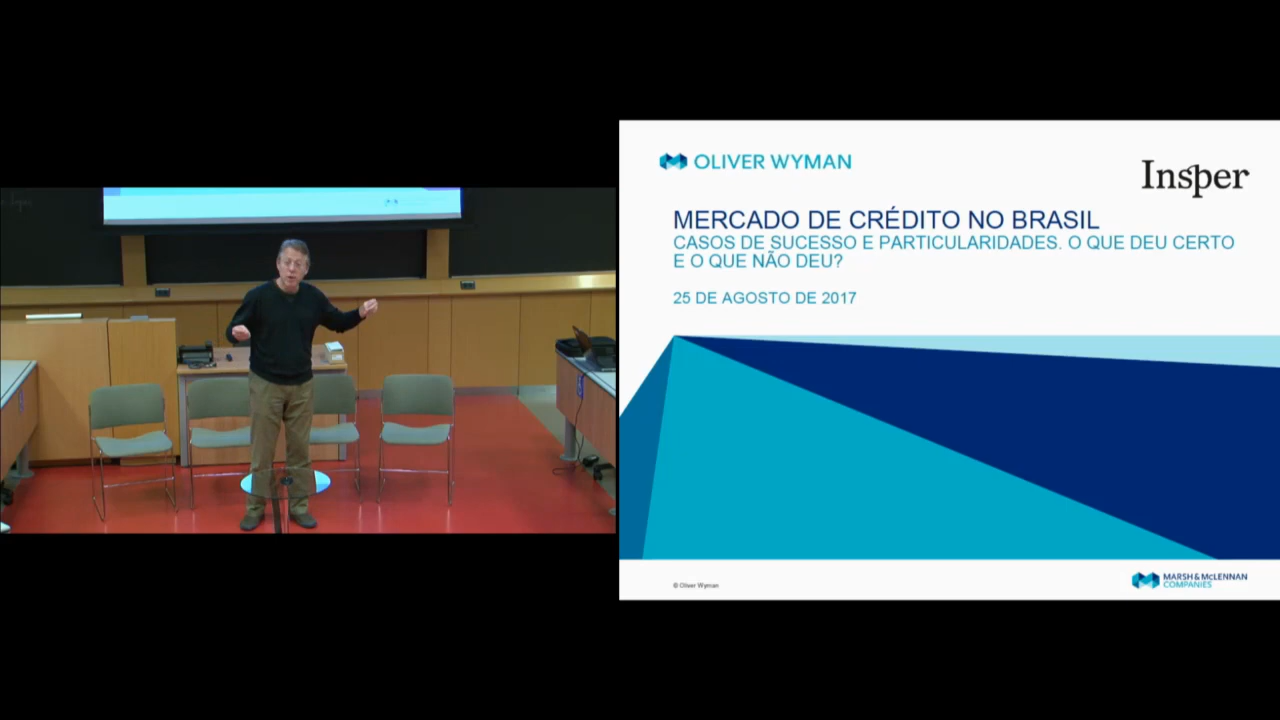 OLIVER WYMAN
Insper
MERCADO DE CRÉDITO NO BRASIL
CASOS DE SUCESSO E PARTICULARIDADES. O QUE DEU CERTO
E O QUE NÃO DEU?
25 DE AGOSTO DE 2017
© Oliver Wyman
MARSH & McLENNAN
COMPANIES